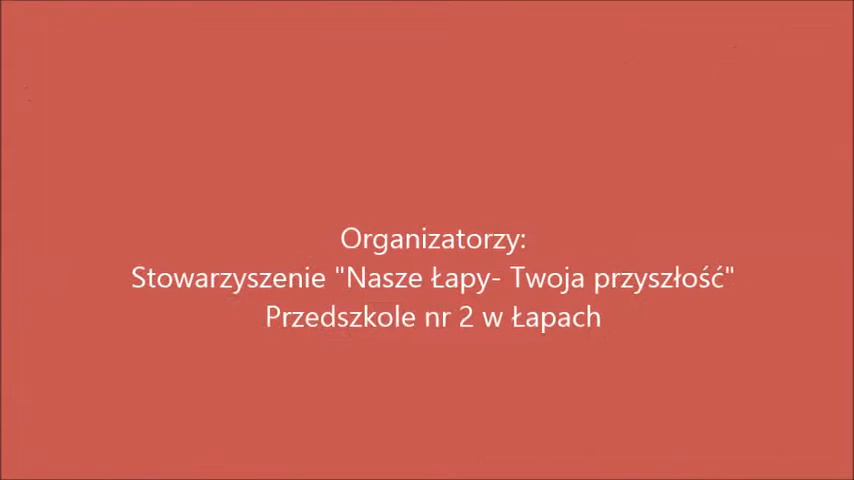 Organizatorzy:
Stowarzyszenie "Nasze Łapy- Twoja przyszłość"
Przedszkole nr 2 w Łapach